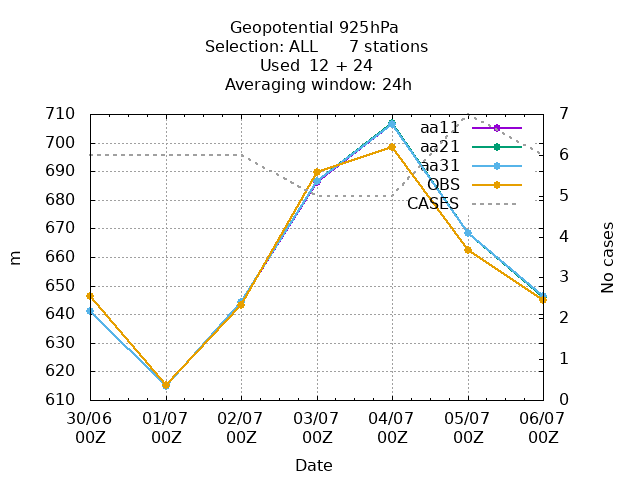 Geopotential 925hPa
Selection: ALL      7 stations
Used  12 + 24
Averaging window: 24h
710
700
690
680
670
660
650
640
630
620
610
m
7
6
5
4
3
2
1
0
No cases
aa11
aa21
aa31
OBS
CASES
30/06 01/07 02/07 03/07 04/07 05/07 06/07
00Z 00Z 00Z 00Z 00Z 00Z 00Z
Date